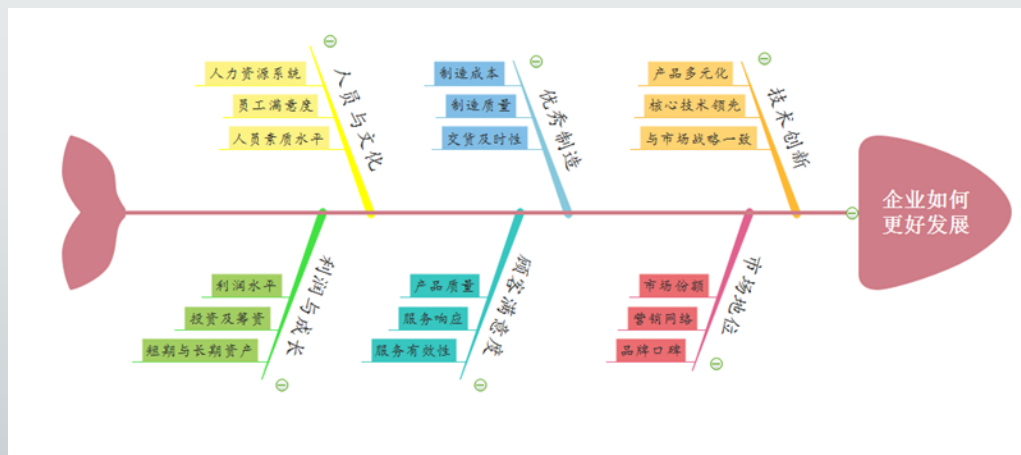 人员与文化
人力资源系统
员工满意度
人员素质水平
优秀制造
制造成本
制造质量
交货及时性
技术创新
产品多元化
核心技术领先
与市场战略一致
企业如何
更好发展
利润与成长
利润水平
投资及筹资
短期与长期资产
顾客满意度
产品质量
服务响应
服务有效性
市场地位
市场份额
营销网络
品牌口碑